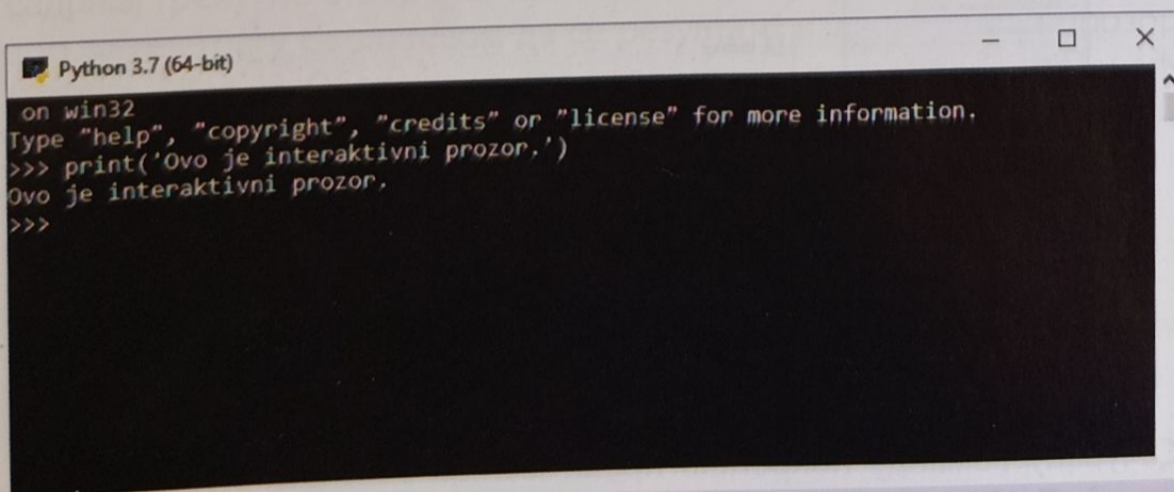 Python 3.7 (64-bit)
on win32
Type "help", "copyright", "credits" or "license" for more information.
>>> print('Ovo je interaktivni prozor.')
Ovo je interaktivni prozor.
>>>